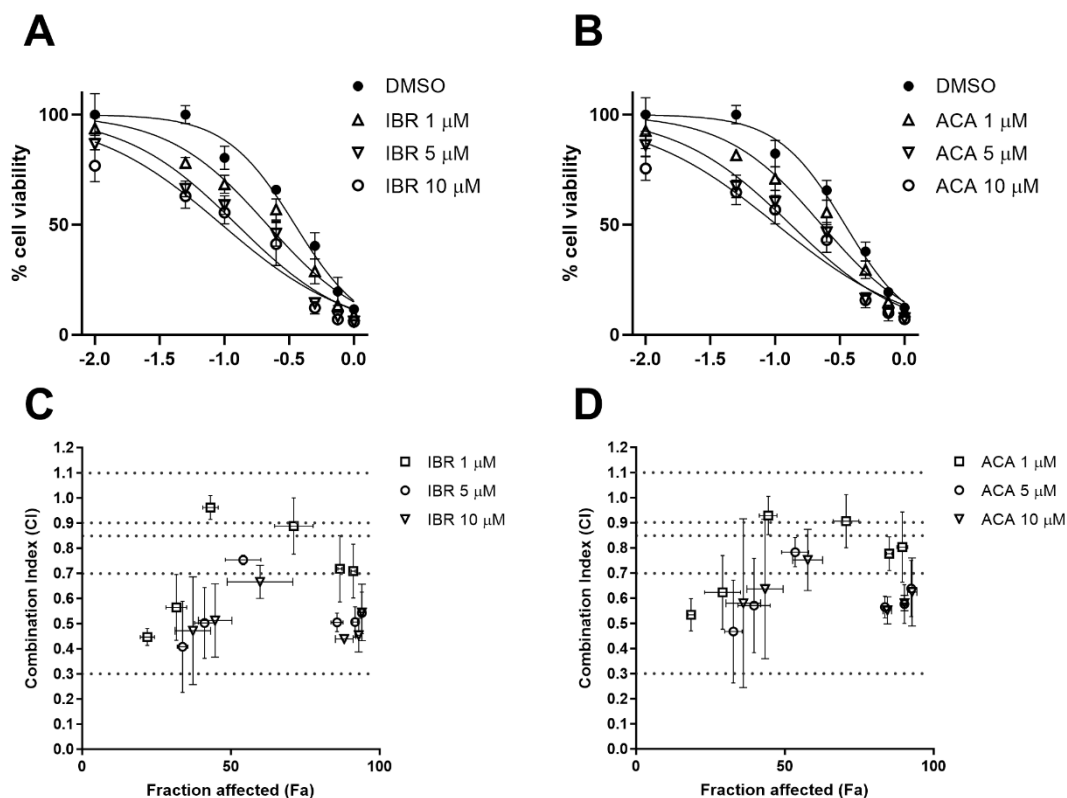 A
DMSO
IBR 1 μM
IBR 5 μM
IBR 10 μM
% cell viability
100
50
0
-2.0 -1.5 -1.0 -0.5 0.0
B
DMSO
ACA 1 μM
ACA 5 μM
ACA 10 μM
% cell viability
100
50
0
-2.0 -1.5 -1.0 -0.5 0.0
C
IBR 1 μM
IBR 5 μM
IBR 10 μM
Combination Index (CI)
1.2
1.1
1.0
0.9
0.8
0.7
0.6
0.5
0.4
0.3
0.2
0.1
0.0
0 50 100
Fraction affected (Fa)
D
ACA 1 μM
ACA 5 μM
ACA 10 μM
Combination Index (CI)
1.2
1.1
1.0
0.9
0.8
0.7
0.6
0.5
0.4
0.3
0.2
0.1
0.0
0 50 100
Fraction affected (Fa)